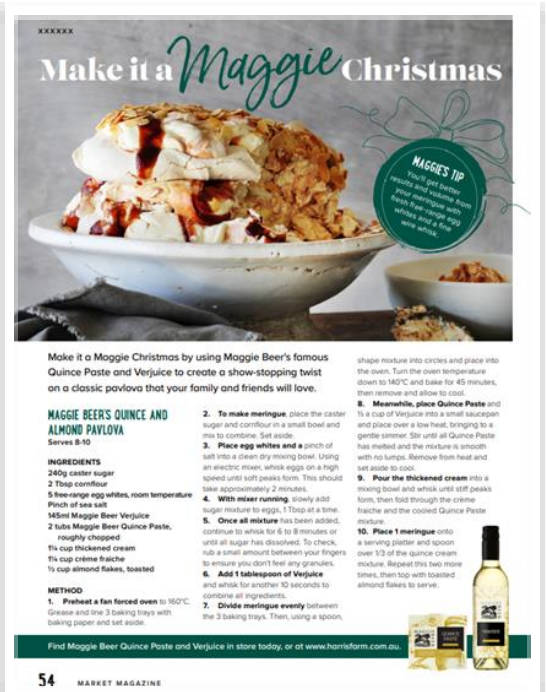 xxxxxx
Make it a Maggie Christmas
MAGGIE'S TIP
You'll get better
results and volume from
your meringue with
fresh free-range egg
whites and a fine
wire whisk.
Make it a Maggie Christmas by using Maggie Beer's famous
Quince Paste and Verjuice to create a show-stopping twist
on a classic pavlova that your family and friends will love.
MAGGIE BEER'S QUINCE AND
ALMOND PAVLOVA
Serves 8-10
INGREDIENTS
240g caster sugar
2 Tbsp cornflour
5 free-range egg whites, room temperature
Pinch of sea salt
145ml Maggie Beer Verjuice
2 tubs Maggie Beer Quince Paste,
roughly chopped
1¼ cup thickened cream
1¼ cup crème fraiche
½ cup almond flakes, toasted
METHOD
1. Preheat a fan forced oven to 160°C.
Grease and line 3 baking trays with
baking paper and set aside.
2. To make meringue, place the caster
sugar and cornflour in a small bowl and
mix to combine. Set aside.
3. Place egg whites and a pinch of
salt into a clean dry mixing bowl. Using
an electric mixer, whisk eggs on a high
speed until soft peaks form. This should
take approximately 2 minutes.
4. With mixer running, slowly add
sugar mixture to eggs, 1 Tbsp at a time.
5. Once all mixture has been added,
continue to whisk for 6 to 8 minutes or
until all sugar has dissolved. To check,
rub a small amount between your fingers
to ensure you don't feel any granules.
6. Add 1 tablespoon of Verjuice
and whisk for another 10 seconds to
combine all ingredients.
7. Divide meringue evenly between
the 3 baking trays. Then, using a spoon,
shape mixture into circles and place into
the oven. Turn the oven temperature
down to 140°C and bake for 45 minutes,
then remove and allow to cool.
8. Meanwhile, place Quince Paste and
a cup of Verjuice into a small saucepan
and place over a low heat, bringing to a
gentle simmer. Stir until all Quince Paste
has melted and the mixture is smooth
with no lumps. Remove from heat and
set aside to cool.
9. Pour the thickened cream into a
mixing bowl and whisk until stiff peaks
form, then fold through the crème
fraiche and the cooled Quince Paste
mixture.
10. Place 1 meringue onto
a serving platter and spoon
over 1/3 of the quince cream
mixture. Repeat this two more
times, then top with toasted
almond flakes to serve.
QUINCE
PASTE
VERJUICE
Find Maggie Beer Quince Paste and Verjuice in store today, or at www.harrisfarm.com.au.
54 MARKET MAGAZINE